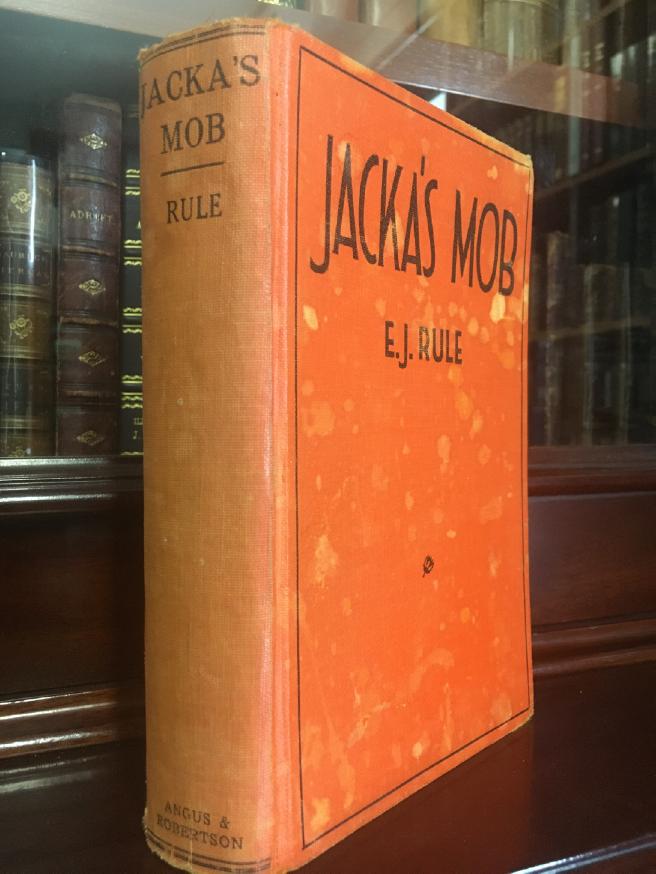 JACKA'S
MOB
RULE
ANGUS &
ROBERTSON
JACKA'S MOB
E.J. RULE
ADRIFT